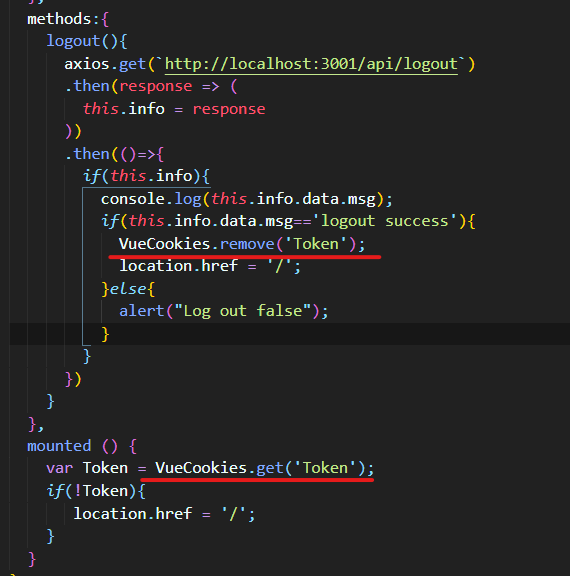 },
methods:{
logout(){
axios.get(`http://localhost:3001/api/logout`)
.then(response => (
this.info = response
))
.then(()=>{
if(this.info){
console.log(this.info.data.msg);
if(this.info.data.msg=='logout success'){
VueCookies.remove('Token');
location.href = '/';
}else{
alert("Log out false");
}
}
})
}
},
mounted () {
var Token = VueCookies.get('Token');
if(!Token){
location.href = '/';
}
}
}